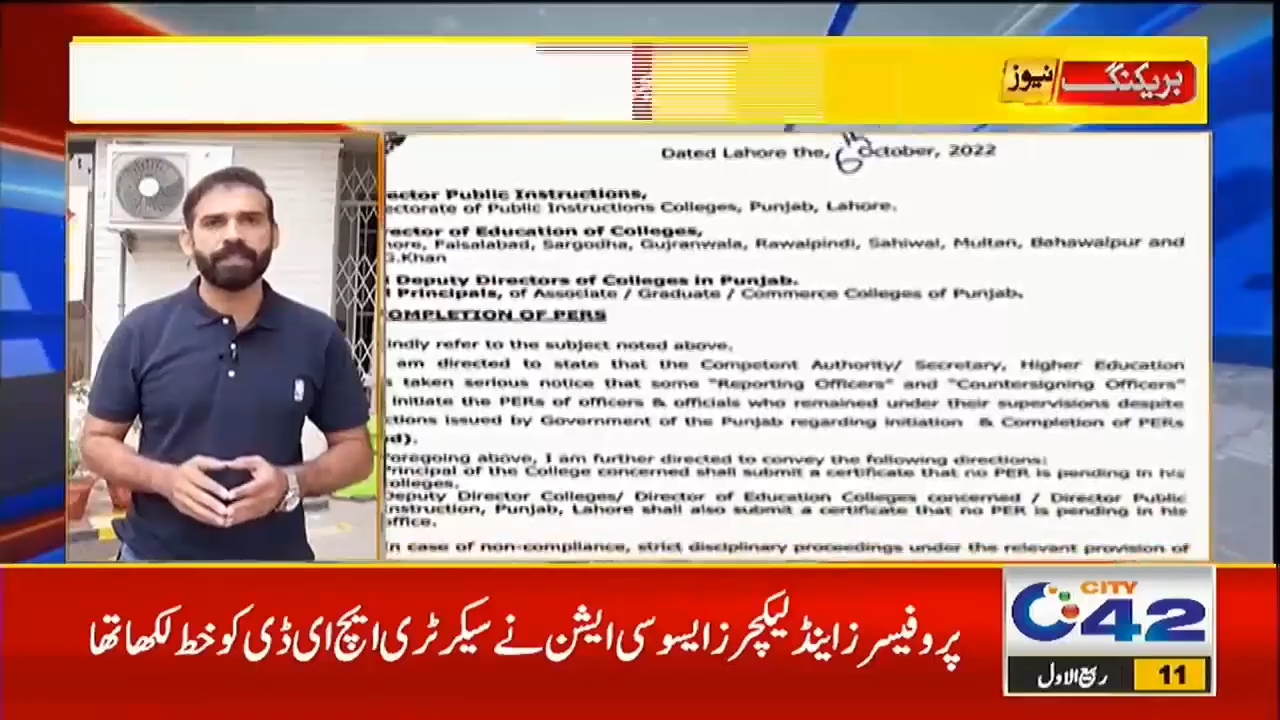 بریکنگ نیوز
Dated Lahore the, 6th October, 2022
ector Public Instructions,
ectorate of Public Instructions Colleges, Punjab, Lahore.
rector of Education of Colleges,
ore, Faisalabad, Sargodha, Gujranwala, Rawalpindi, Sahiwal, Multan, Bahawalpur and
G.Khan
l Deputy Directors of Colleges in Punjab.
l Principals, of Associate / Graduate / Commerce Colleges of Punjab.
OMPLETION OF PERS
indly refer to the subject noted above.
am directed to state that the Competent Authority/ Secretary, Higher Education
s taken serious notice that some "Reporting Officers" and "Countersigning Officers"
initiate the PERs of officers & officials who remained under their supervisions despite
ctions issued by Government of the Punjab regarding initiation & Completion of PERs
ed).
foregoing above, I am further directed to convey the following directions:
Principal of the College concerned shall submit a certificate that no PER is pending in his
olleges.
Deputy Director Colleges/ Director of Education Colleges concerned / Director Public
Instruction, Punjab, Lahore shall also submit a certificate that no PER is pending in his
office.
In case of non-compliance, strict disciplinary proceedings under the relevant provision of
پروفیسرز اینڈ لیکچرز ایسوسی ایشن نے سیکرٹری ایچ ای ڈی کو خط لکھا تھا
CITY
42
11 ربیع الاول